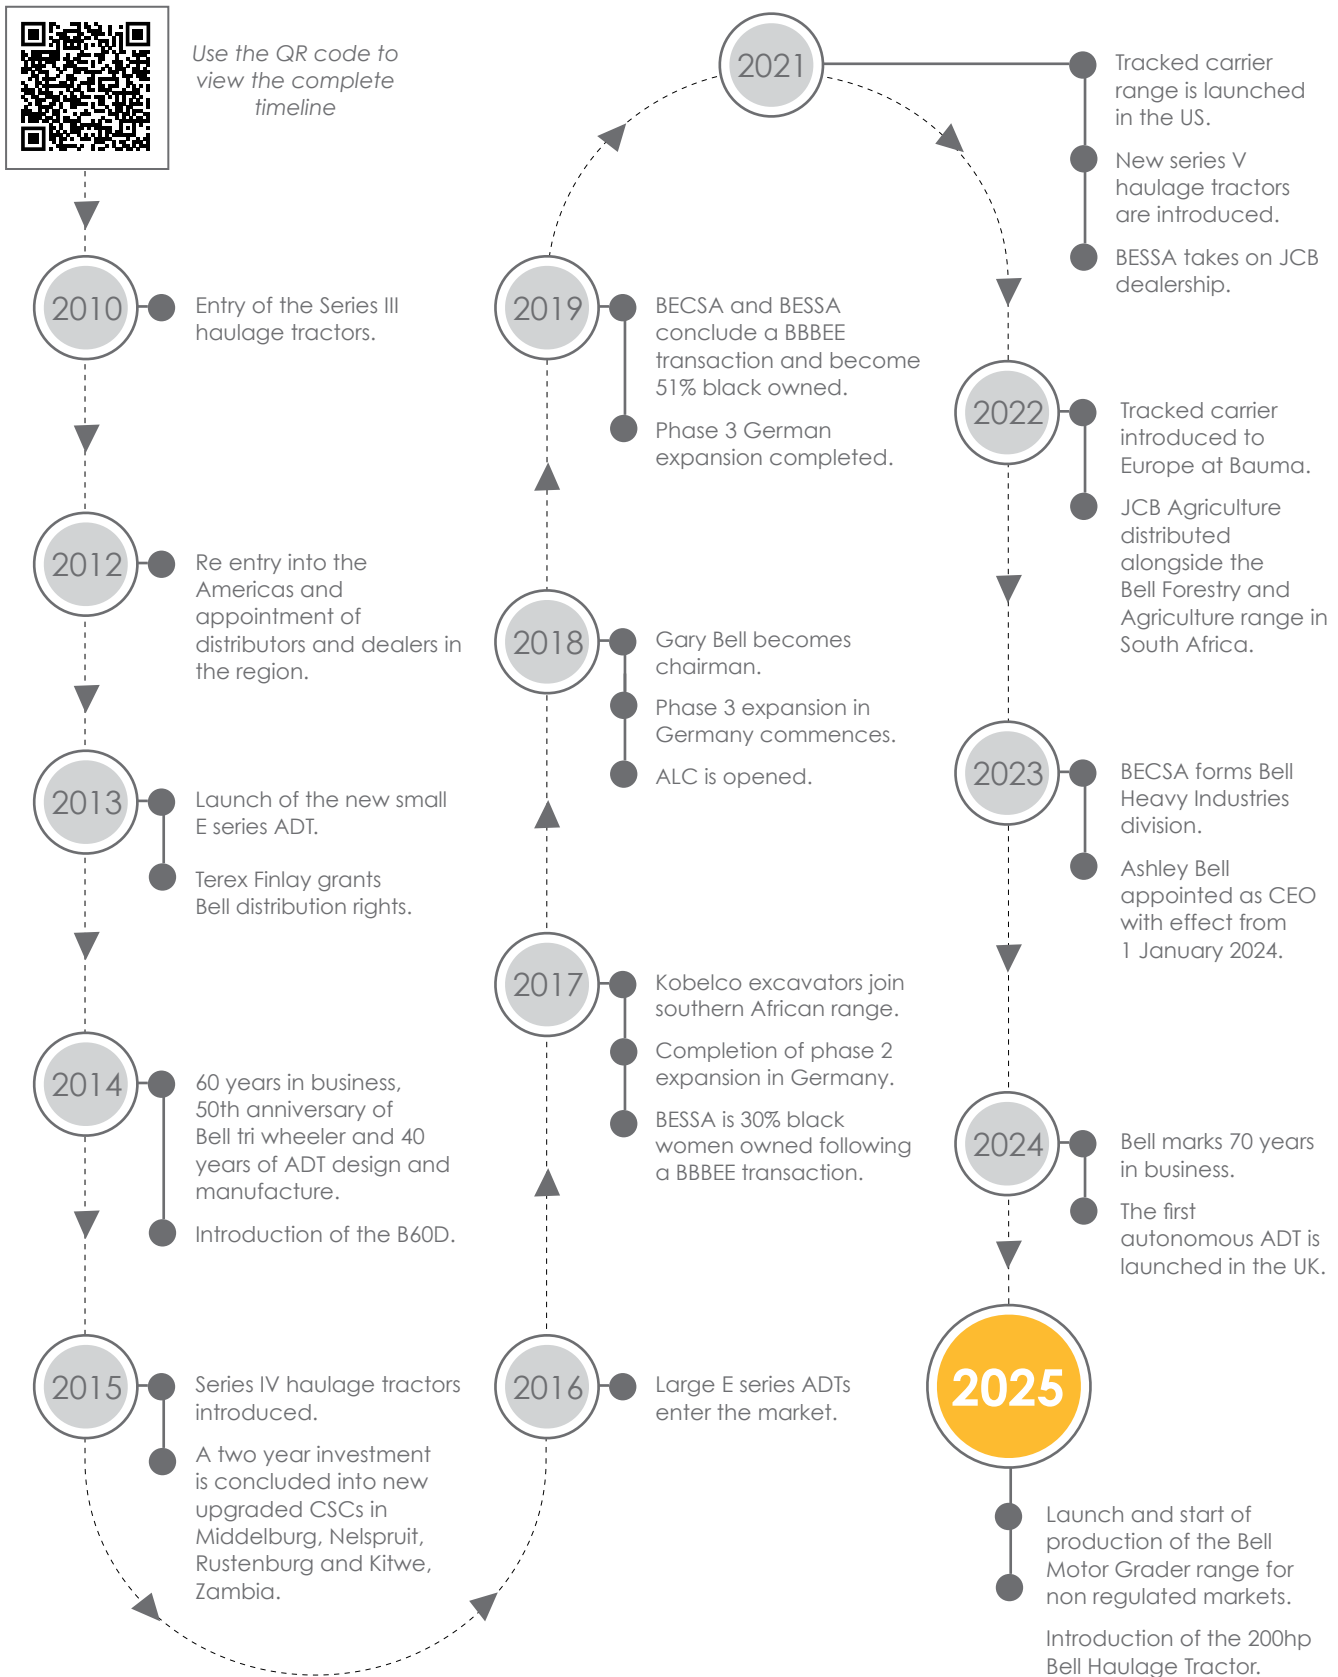 Use the QR code to
view the complete
timeline
2010
Entry of the Series III
haulage tractors.
2012
Re entry into the
Americas and
appointment of
distributors and dealers in
the region.
2013
Launch of the new small
E series ADT.
Terex Finlay grants
Bell distribution rights.
2014
60 years in business,
50th anniversary of
Bell tri wheeler and 40
years of ADT design and
manufacture.
Introduction of the B60D.
2015
Series IV haulage tractors
introduced.
A two year investment
is concluded into new
upgraded CSCs in
Middelburg, Nelspruit,
Rustenburg and Kitwe,
Zambia.
2016
Large E series ADTs
enter the market.
2017
Kobelco excavators join
southern African range.
Completion of phase 2
expansion in Germany.
BESSA is 30% black
women owned following
a BBBEE transaction.
2018
Gary Bell becomes
chairman.
Phase 3 expansion in
Germany commences.
ALC is opened.
2019
BECSA and BESSA
conclude a BBBEE
transaction and become
51% black owned.
Phase 3 German
expansion completed.
2021
Tracked carrier
range is launched
in the US.
New series V
haulage tractors
are introduced.
BESSA takes on JCB
dealership.
2022
Tracked carrier
introduced to
Europe at Bauma.
JCB Agriculture
distributed
alongside the
Bell Forestry and
Agriculture range in
South Africa.
2023
BECSA forms Bell
Heavy Industries
division.
Ashley Bell
appointed as CEO
with effect from
1 January 2024.
2024
Bell marks 70 years
in business.
The first
autonomous ADT is
launched in the UK.
2025
Launch and start of
production of the Bell
Motor Grader range for
non regulated markets.
Introduction of the 200hp
Bell Haulage Tractor.